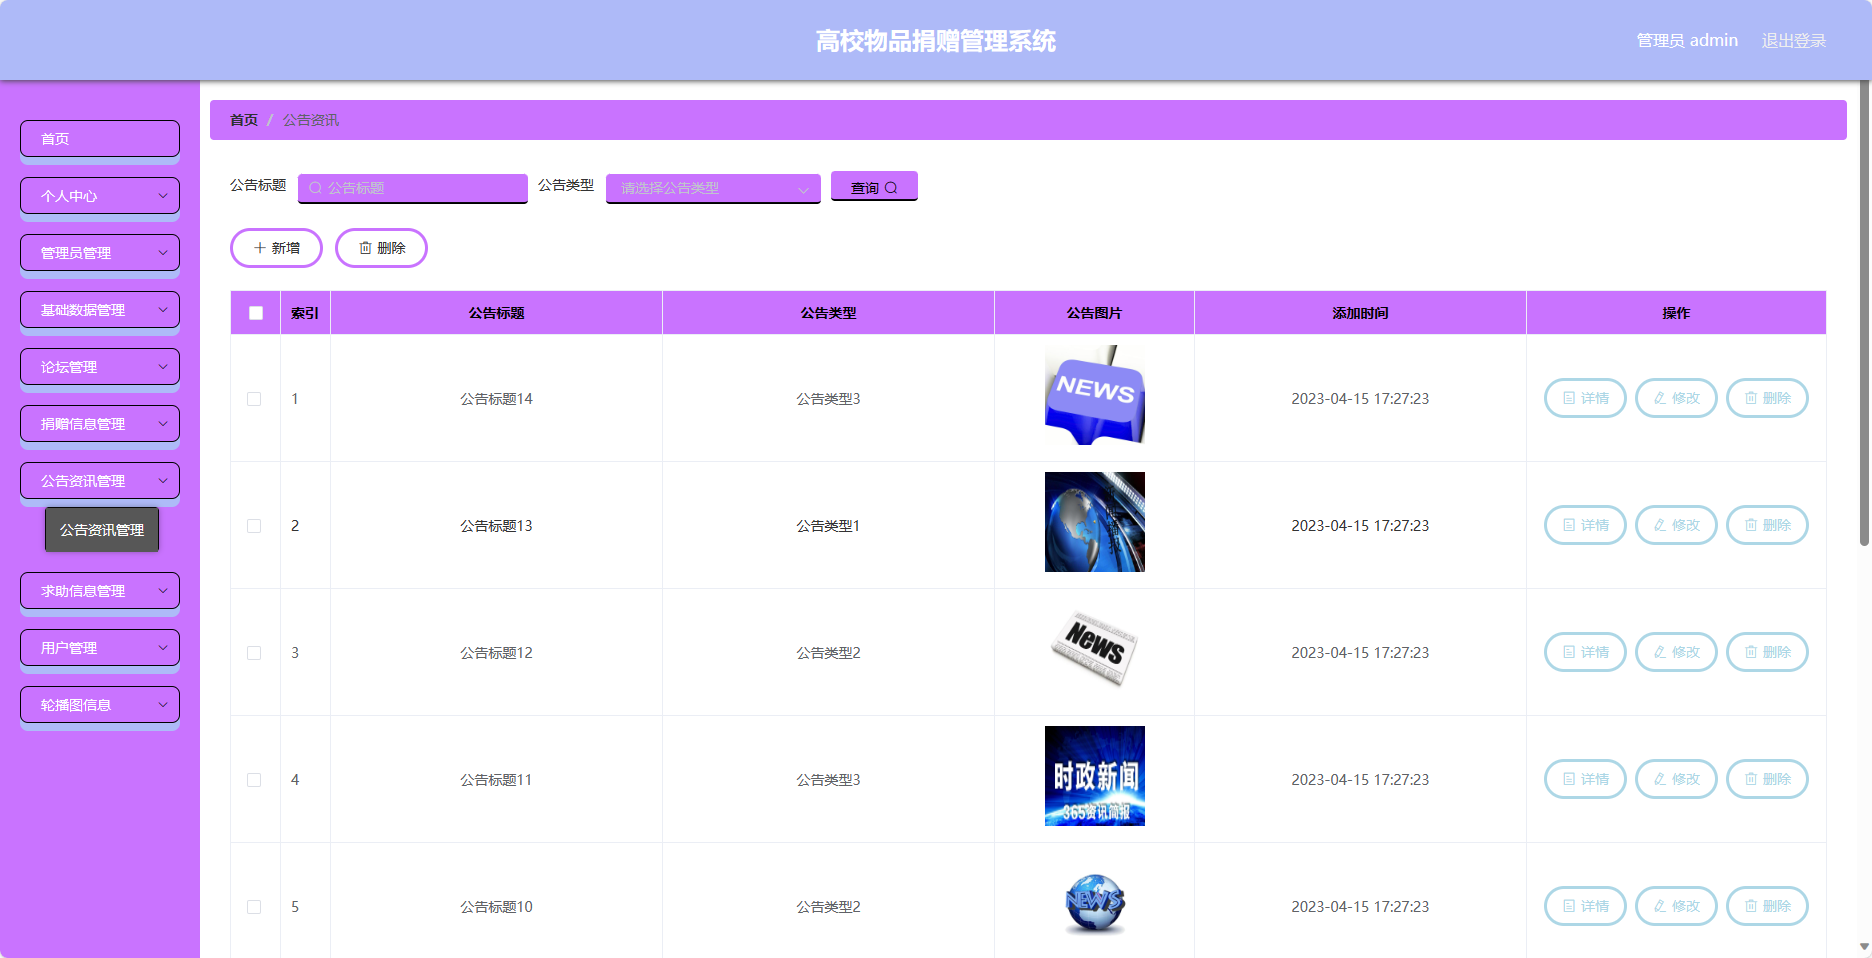 高校物品捐赠管理系统
管理员 admin 退出登录
首页
个人中心
管理员管理
基础数据管理
论坛管理
捐赠信息管理
公告资讯管理
公告资讯管理
求助信息管理
用户管理
轮播图信息
首页 / 公告资讯
公告标题 公告标题 公告类型 请选择公告类型 查询
新增 删除
索引 公告标题 公告类型 公告图片 添加时间 操作
1 公告标题14 公告类型3 NEWS 2023-04-15 17:27:23 详情 修改 删除
2 公告标题13 公告类型1 2023-04-15 17:27:23 详情 修改 删除
3 公告标题12 公告类型2 News 2023-04-15 17:27:23 详情 修改 删除
4 公告标题11 公告类型3 时政新闻 2023-04-15 17:27:23 详情 修改 删除
365资讯简报
5 公告标题10 公告类型2 NEWS 2023-04-15 17:27:23 详情 修改 删除